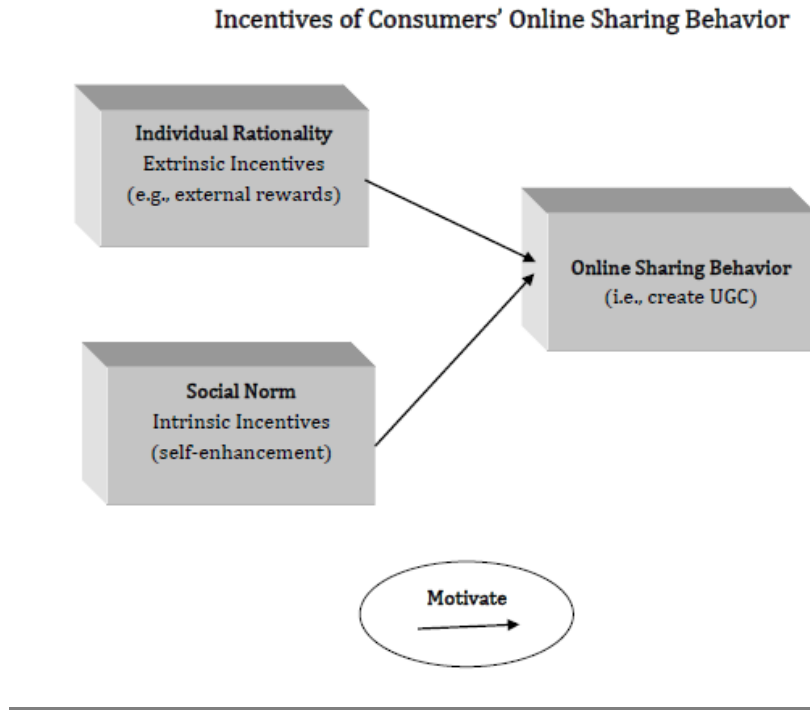 Incentives of Consumers’ Online Sharing Behavior
Individual Rationality
Extrinsic Incentives
(e.g., external rewards)
Online Sharing Behavior
(i.e., create UGC)
Social Norm
Intrinsic Incentives
(self-enhancement)
Motivate